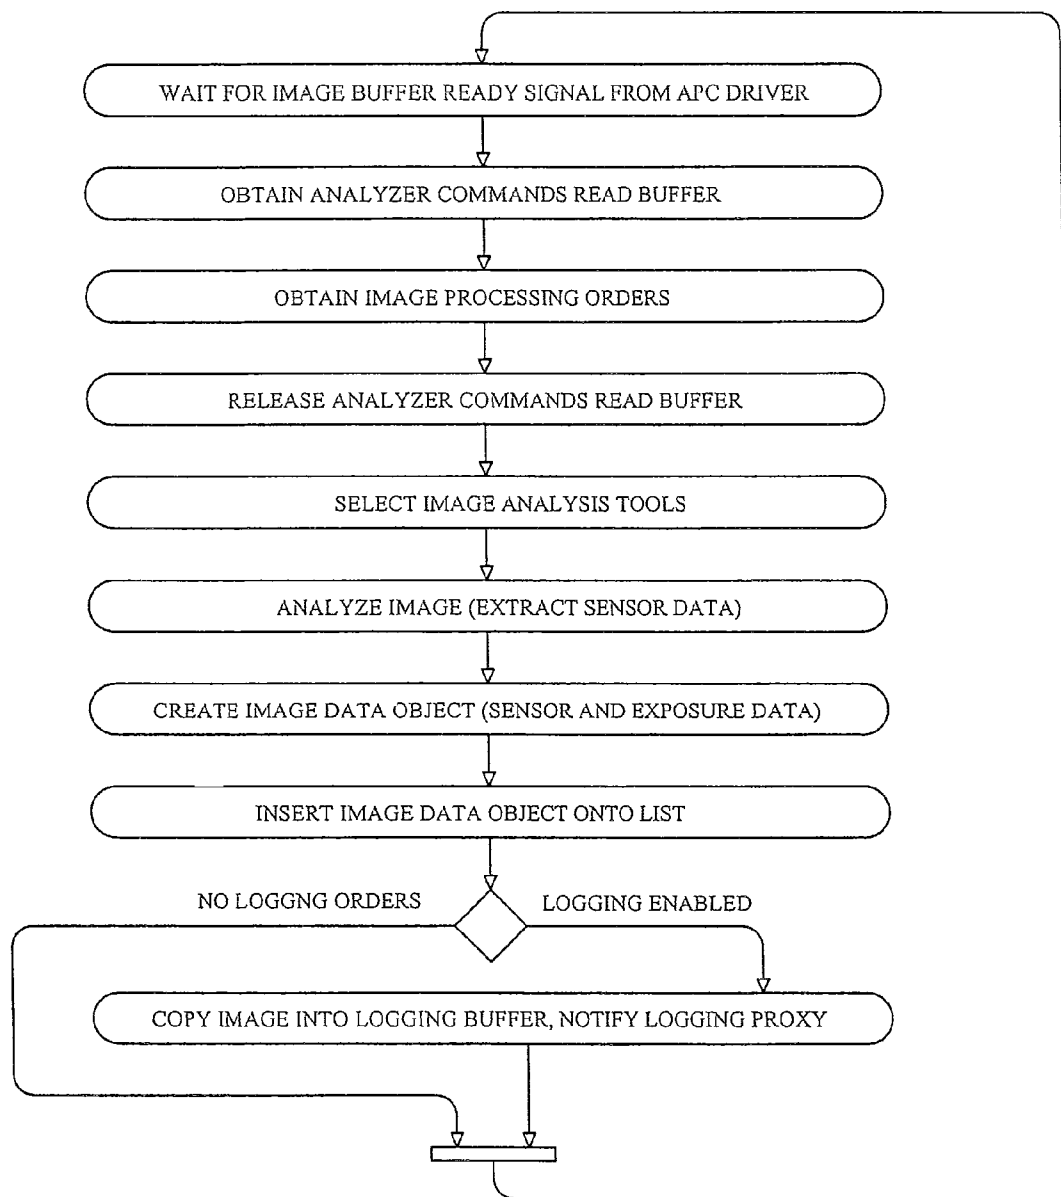 WAIT FOR IMAGE BUFFER READY SIGNAL FROM APC DRIVER
OBTAIN ANALYZER COMMANDS READ BUFFER
OBTAIN IMAGE PROCESSING ORDERS
RELEASE ANALYZER COMMANDS READ BUFFER
SELECT IMAGE ANALYSIS TOOLS
ANALYZE IMAGE (EXTRACT SENSOR DATA)
CREATE IMAGE DATA OBJECT (SENSOR AND EXPOSURE DATA)
INSERT IMAGE DATA OBJECT ONTO LIST
NO LOGGNG ORDERS
LOGGING ENABLED
COPY IMAGE INTO LOGGING BUFFER, NOTIFY LOGGING PROXY